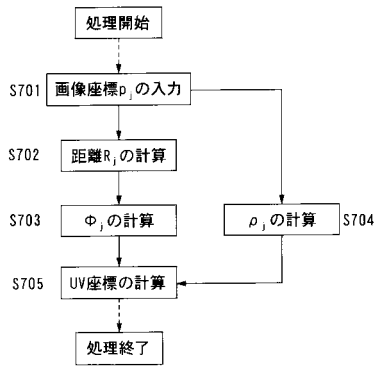 処理開始
S701 画像座標pjの入力
S702 距離Rjの計算
S703 Φjの計算
ρjの計算 S704
S705 UV座標の計算
処理終了